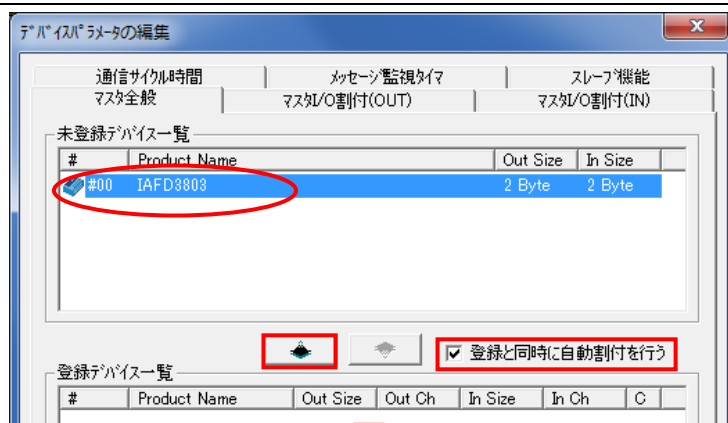 ﾃﾞﾊﾞｲｽﾊﾟﾗﾒｰﾀの編集
通信ｻｲｸﾙ時間 ﾒｯｾｰｼﾞ監視ﾀｲﾏ ｽﾚｰﾌﾞ機能
ﾏｽﾀ全般 ﾏｽﾀI/O割付(OUT) ﾏｽﾀI/O割付(IN)
未登録ﾃﾞﾊﾞｲｽ一覧
# Product Name Out Size In Size
#00 IAFD3803 2 Byte 2 Byte
登録と同時に自動割付を行う
登録ﾃﾞﾊﾞｲｽ一覧
# Product Name Out Size Out Ch In Size In Ch C